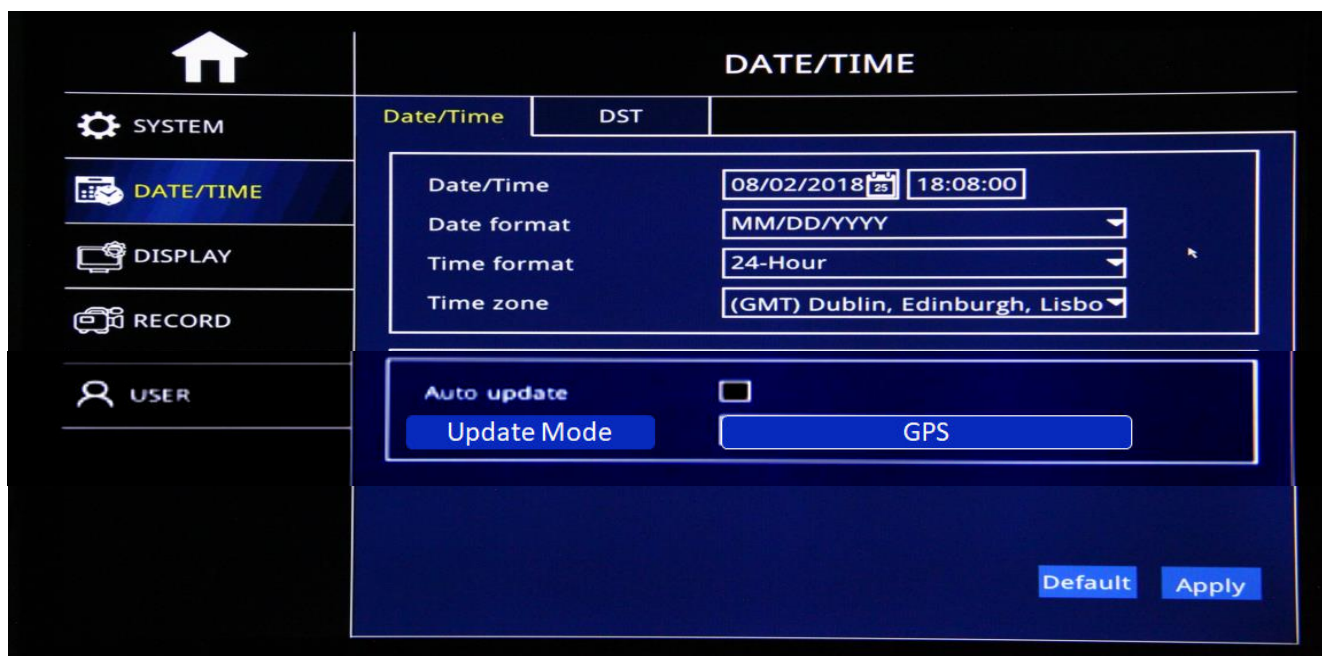 DATE/TIME
SYSTEM
DATE/TIME
DISPLAY
RECORD
USER
Date/Time
DST
Date/Time
08/02/2018
25
18:08:00
Date format
MM/DD/YYYY
Time format
24-Hour
Time zone
(GMT) Dublin, Edinburgh, Lisbo
Auto update
Update Mode
GPS
Default
Apply